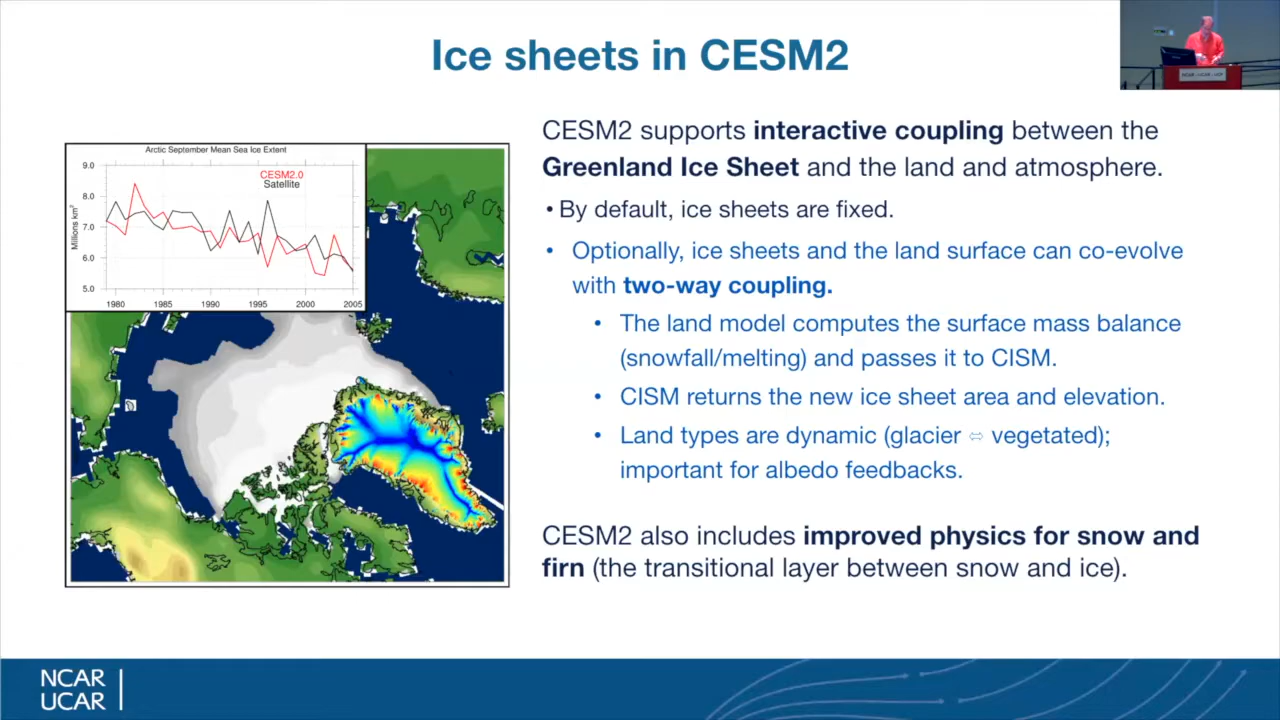 Ice sheets in CESM2
NCAR UCAR UCP
CESM2 supports interactive coupling between the
Greenland Ice Sheet and the land and atmosphere.
• By default, ice sheets are fixed.
• Optionally, ice sheets and the land surface can co-evolve
with two-way coupling.
• The land model computes the surface mass balance
(snowfall/melting) and passes it to CISM.
• CISM returns the new ice sheet area and elevation.
• Land types are dynamic (glacier ⇔ vegetated);
important for albedo feedbacks.
CESM2 also includes improved physics for snow and
firn (the transitional layer between snow and ice).
Arctic September Mean Sea Ice Extent
CESM2.0
Satellite
Millions km²
9.0
8.0
7.0
6.0
5.0
1980 1985 1990 1995 2000 2005
NCAR
UCAR